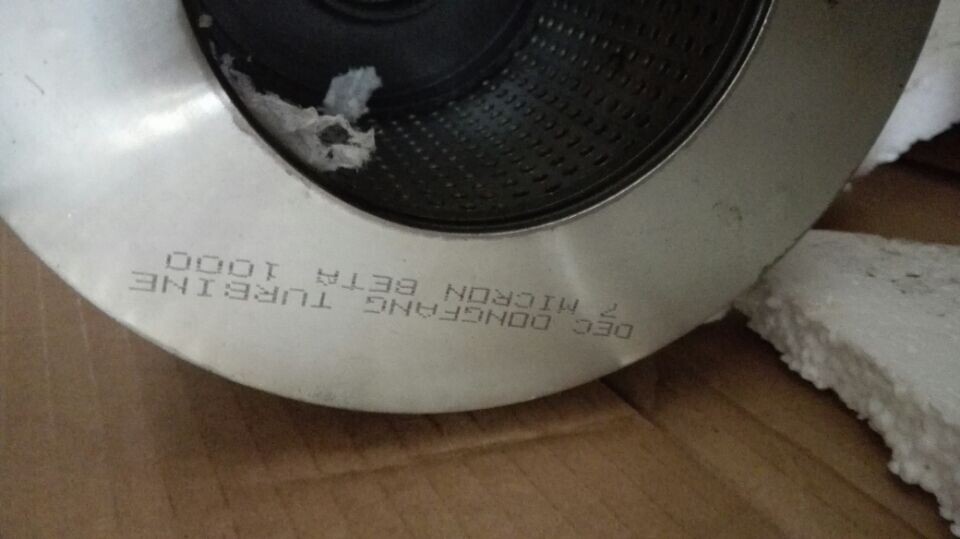 DEC DONGFANG TURBINE
7 MICRON BETA 1000